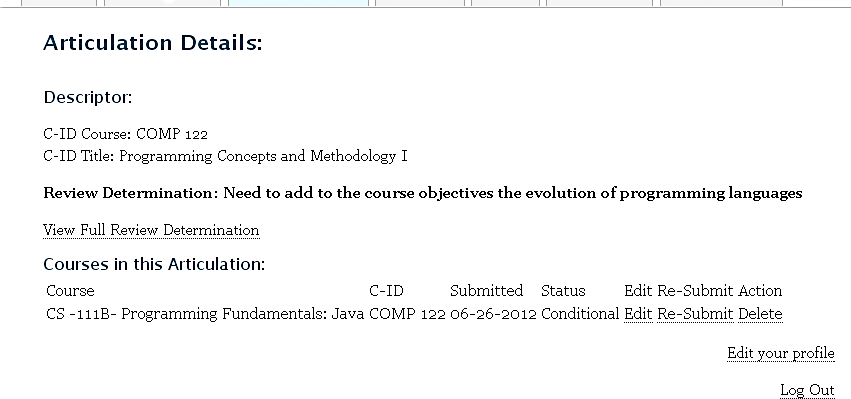 Articulation Details:
Descriptor:
C-ID Course: COMP 122
C-ID Title: Programming Concepts and Methodology I
Review Determination: Need to add to the course objectives the evolution of programming languages
View Full Review Determination
Courses in this Articulation:
Course C-ID Submitted Status Edit Re-Submit Action
CS -111B- Programming Fundamentals: Java COMP 122 06-26-2012 Conditional Edit Re-Submit Delete
Edit your profile
Log Out